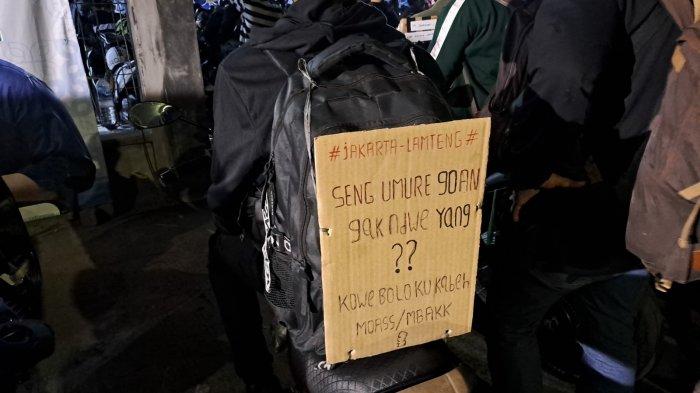 #JAKARTA-LAMTENG#
SENG UMURE 90AN
gak ndwe Yang
??
KOWE BOLO KU KAbeh
MOASS/MBAKK